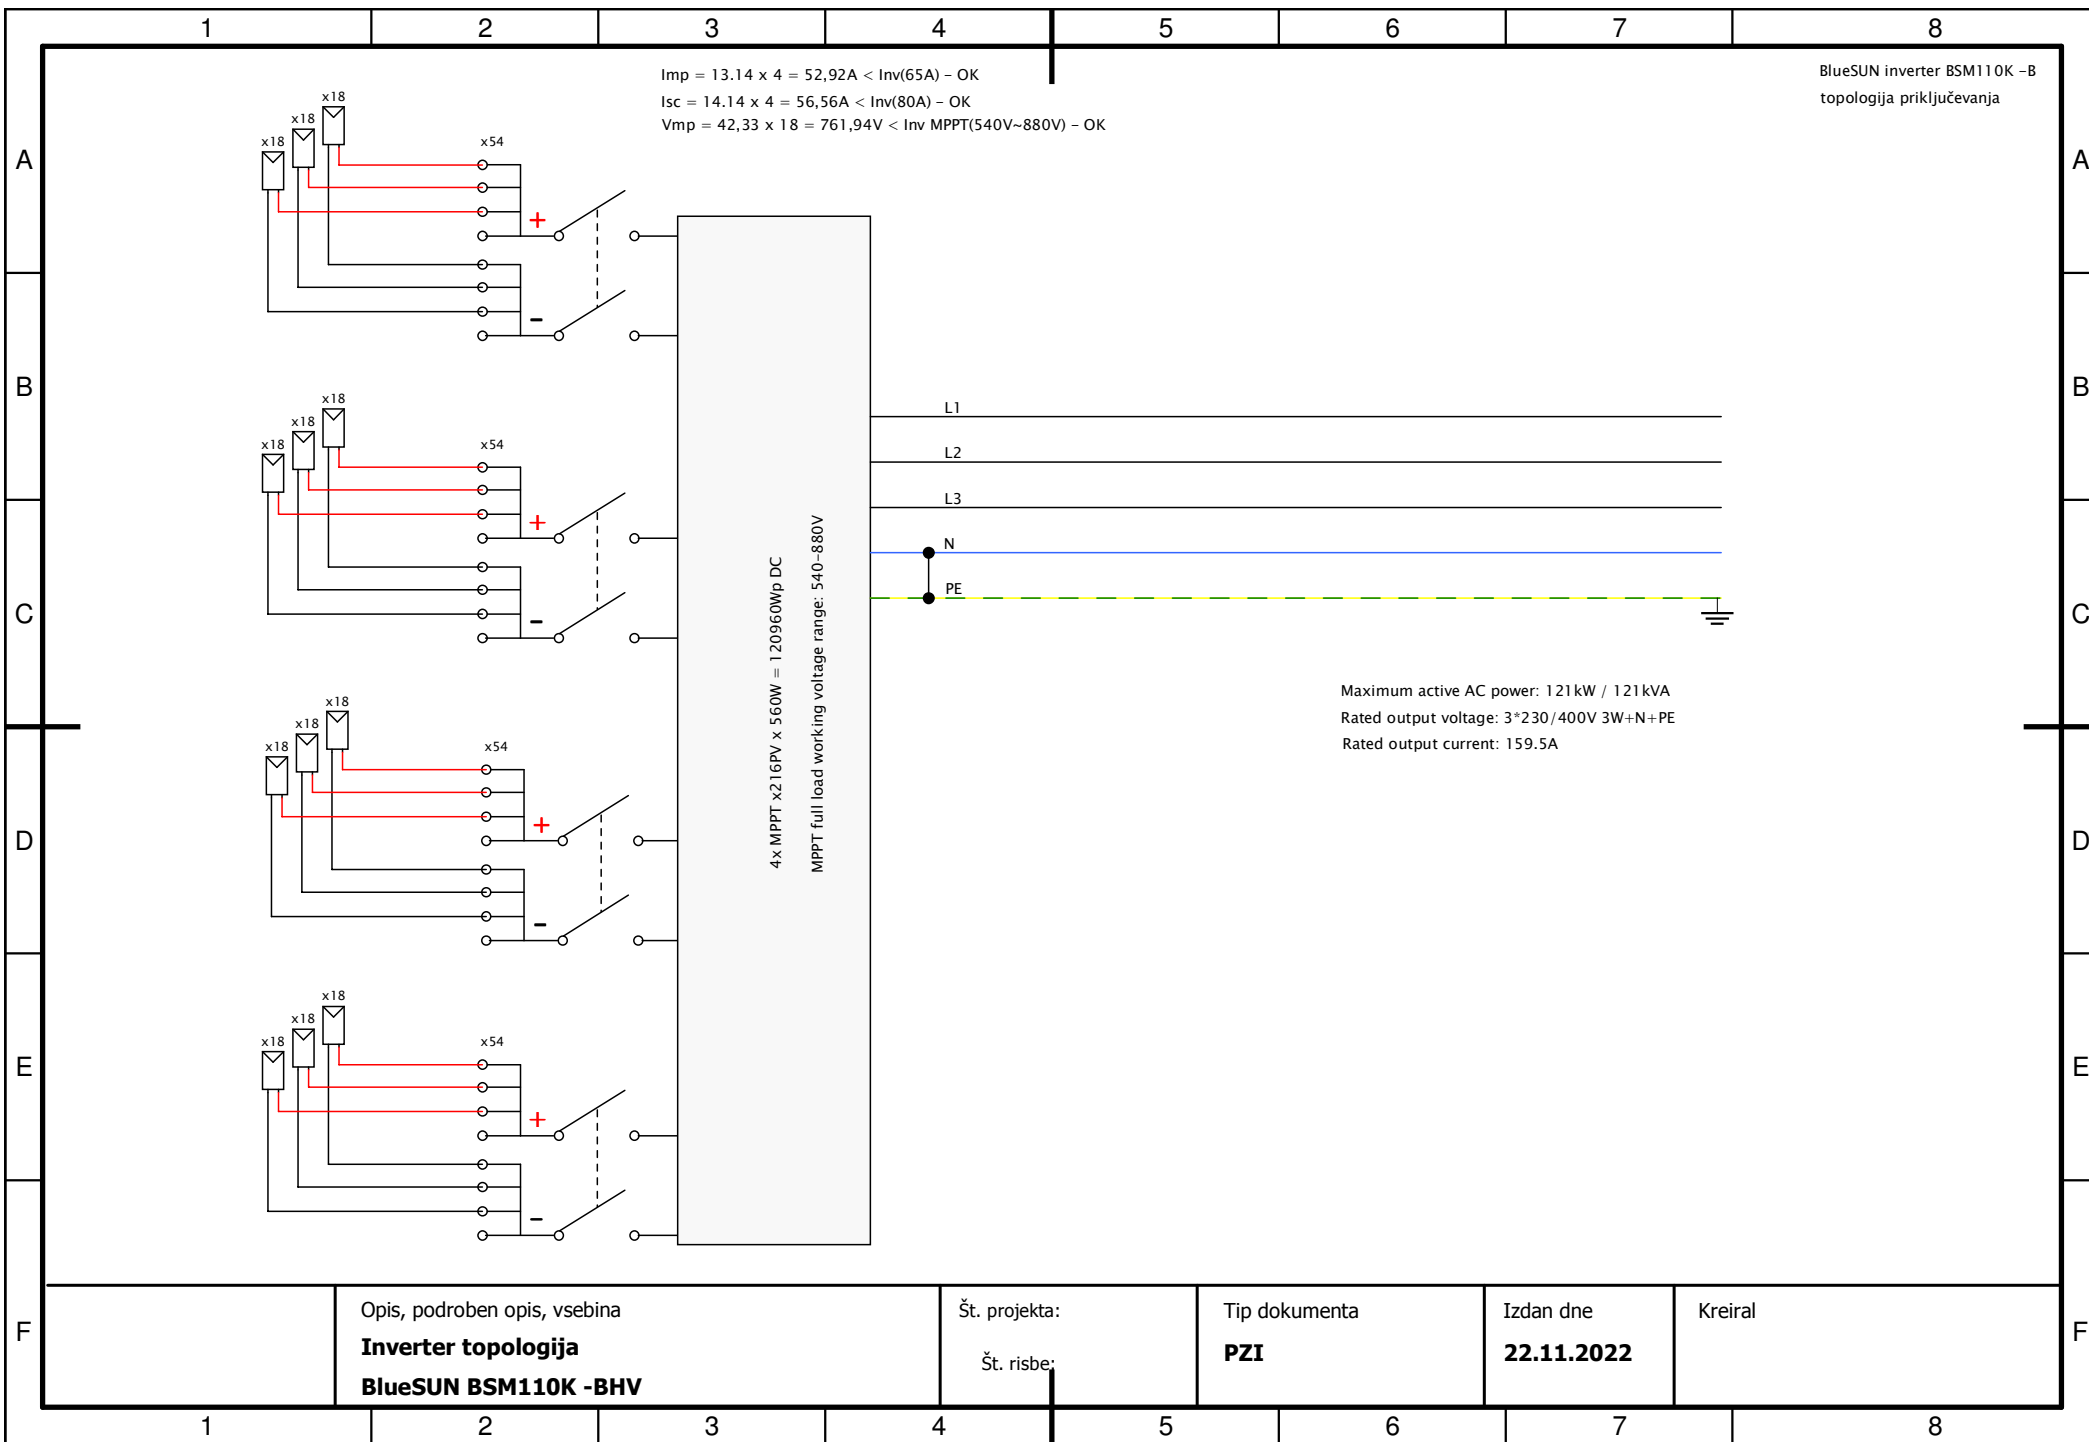 1 2 3 4 5 6 7 8
Imp = 13.14 x 4 = 52,92A < Inv(65A) – OK
Isc = 14.14 x 4 = 56,56A < Inv(80A) – OK
Vmp = 42,33 x 18 = 761,94V < Inv MPPT(540V~880V) – OK
BlueSUN inverter BSM110K –B
topologija priključevanja
A A
x18
x18
x18
x54
+
–
B B
x18
x18
x18
x54
+
–
L1
L2
L3
N
PE
C C
4x MPPT x216PV x 560W = 120960Wp DC
MPPT full load working voltage range: 540–880V
Maximum active AC power: 121kW / 121kVA
Rated output voltage: 3*230/400V 3W+N+PE
Rated output current: 159.5A
x18
x18
x18
x54
+
–
D D
x18
x18
x18
x54
+
–
E E
F F
Opis, podroben opis, vsebina
Inverter topologija
BlueSUN BSM110K -BHV
Št. projekta:
Št. risbe:
Tip dokumenta
PZI
Izdan dne
22.11.2022
Kreiral
1 2 3 4 5 6 7 8